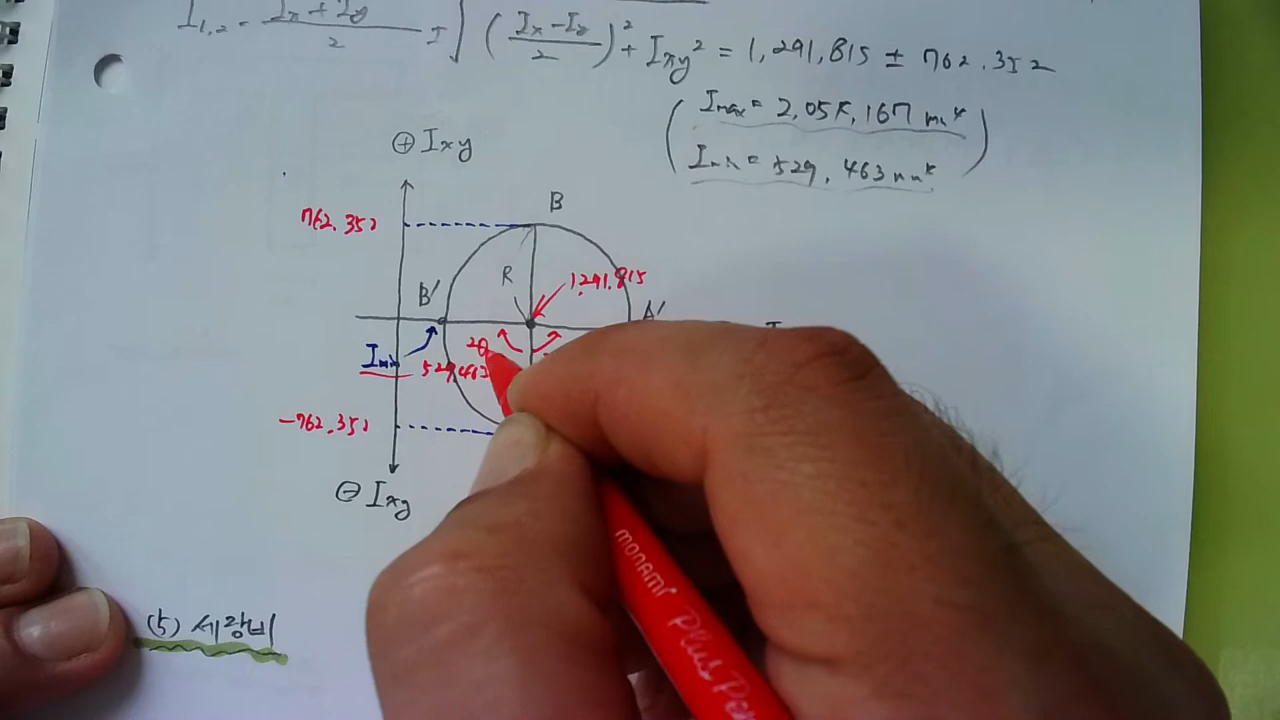 I₁,₂ = (Ix + Iy)/2 ± √((Ix - Iy)/2)² + Ixy² = 1,291,815 ± 762.352
Imax = 2,054,167 mm⁴
Imin = 529,463 mm⁴
⊕ Ixy
B
762.352
R
1,291,815
B'
A'
2θ
Imin
529,463
-762.352
⊖ Ixy
monami Plus Pen
(5) 세장비